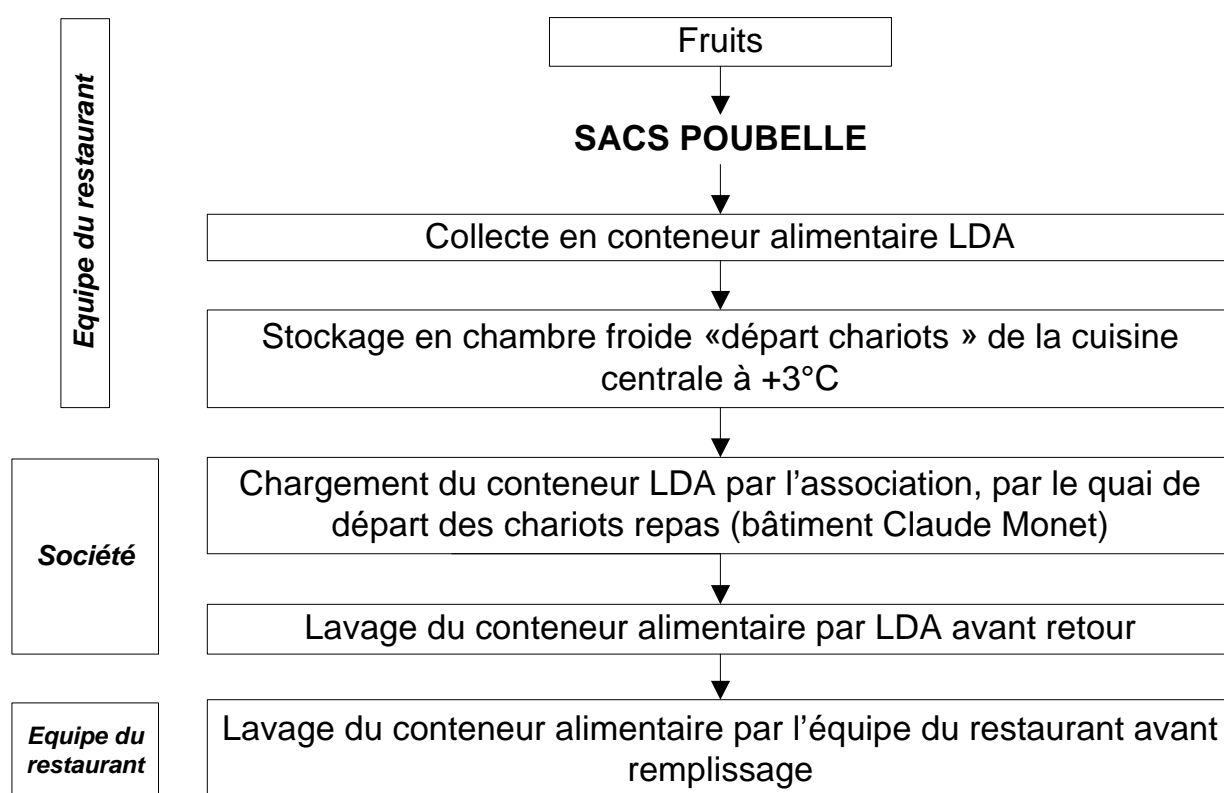 Equipe du restaurant
Fruits
SACS POUBELLE
Collecte en conteneur alimentaire LDA
Stockage en chambre froide «départ chariots » de la cuisine
centrale à +3°C
Société
Chargement du conteneur LDA par l’association, par le quai de
départ des chariots repas (bâtiment Claude Monet)
Lavage du conteneur alimentaire par LDA avant retour
Equipe du
restaurant
Lavage du conteneur alimentaire par l’équipe du restaurant avant
remplissage